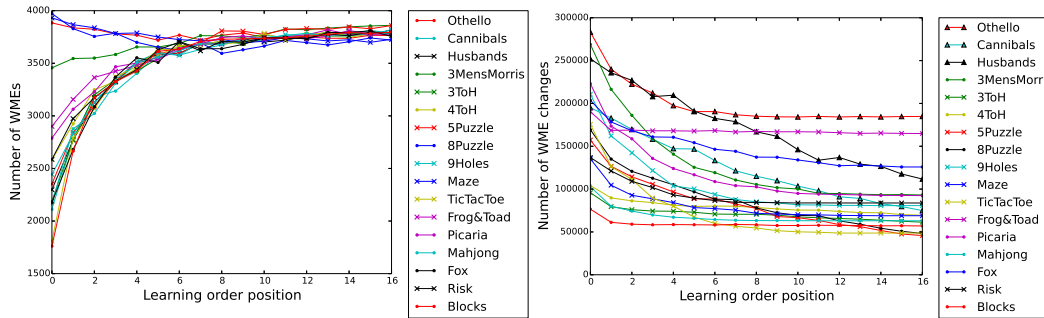 4000
3500
3000
2500
2000
1500
0
2
4
6
8
10
12
14
16
Number of WMEs
Learning order position
Othello
Cannibals
Husbands
3MensMorris
3ToH
4ToH
5Puzzle
8Puzzle
9Holes
Maze
TicTacToe
Frog&Toad
Picaria
Mahjong
Fox
Risk
Blocks
300000
250000
200000
150000
100000
50000
0
0
2
4
6
8
10
12
14
16
Number of WME changes
Learning order position
Othello
Cannibals
Husbands
3MensMorr
3ToH
4ToH
5Puzzle
8Puzzle
9Holes
Maze
TicTacToe
Frog&Toad
Picaria
Mahjong
Fox
Risk
Blocks